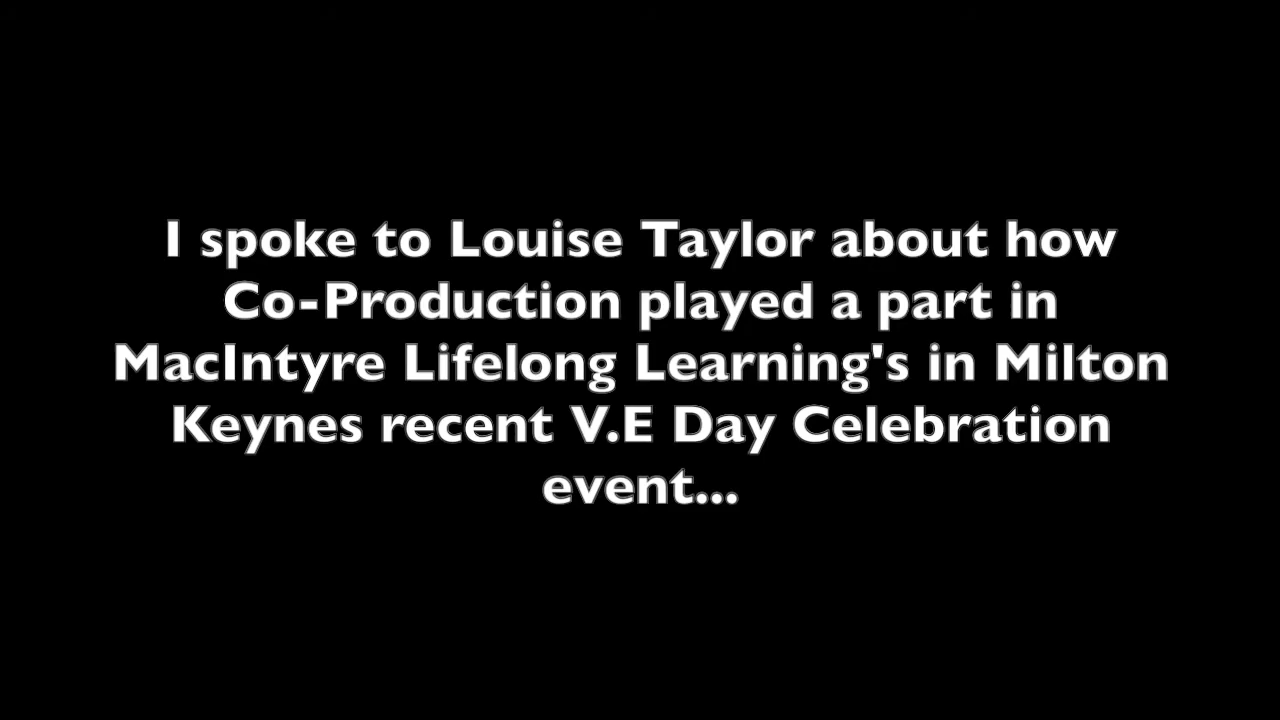 I spoke to Louise Taylor about how
Co-Production played a part in
MacIntyre Lifelong Learning's in Milton
Keynes recent V.E Day Celebration
event...